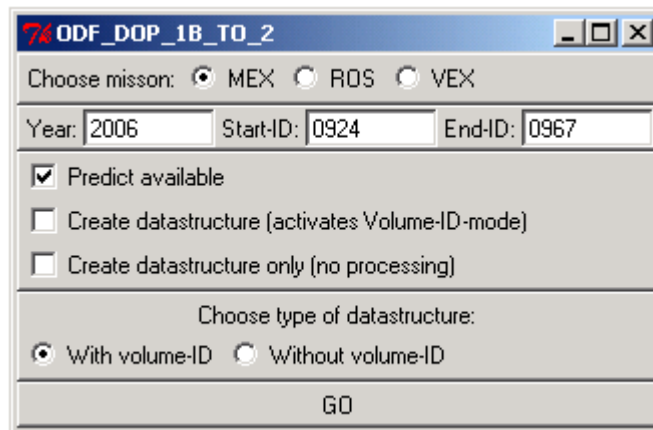 ODF_DOP_1B_TO_2
Choose misson: MEX ROS VEX
Year: 2006 Start-ID: 0924 End-ID: 0967
Predict available
Create datastructure (activates Volume-ID-mode)
Create datastructure only (no processing)
Choose type of datastructure:
With volume-ID Without volume-ID
GO